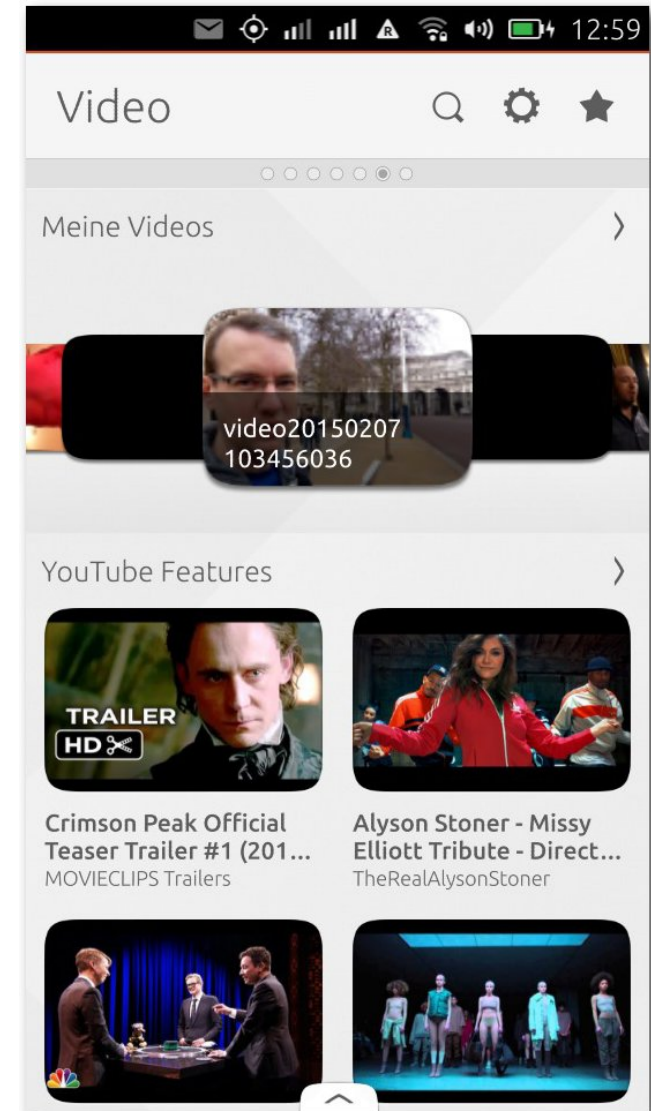 12:59
Video
Meine Videos
video20150207
103456036
YouTube Features
TRAILER
HD
Crimson Peak Official
Teaser Trailer #1 (201...
MOVIECLIPS Trailers
Alyson Stoner - Missy
Elliott Tribute - Direct...
TheRealAlysonStoner